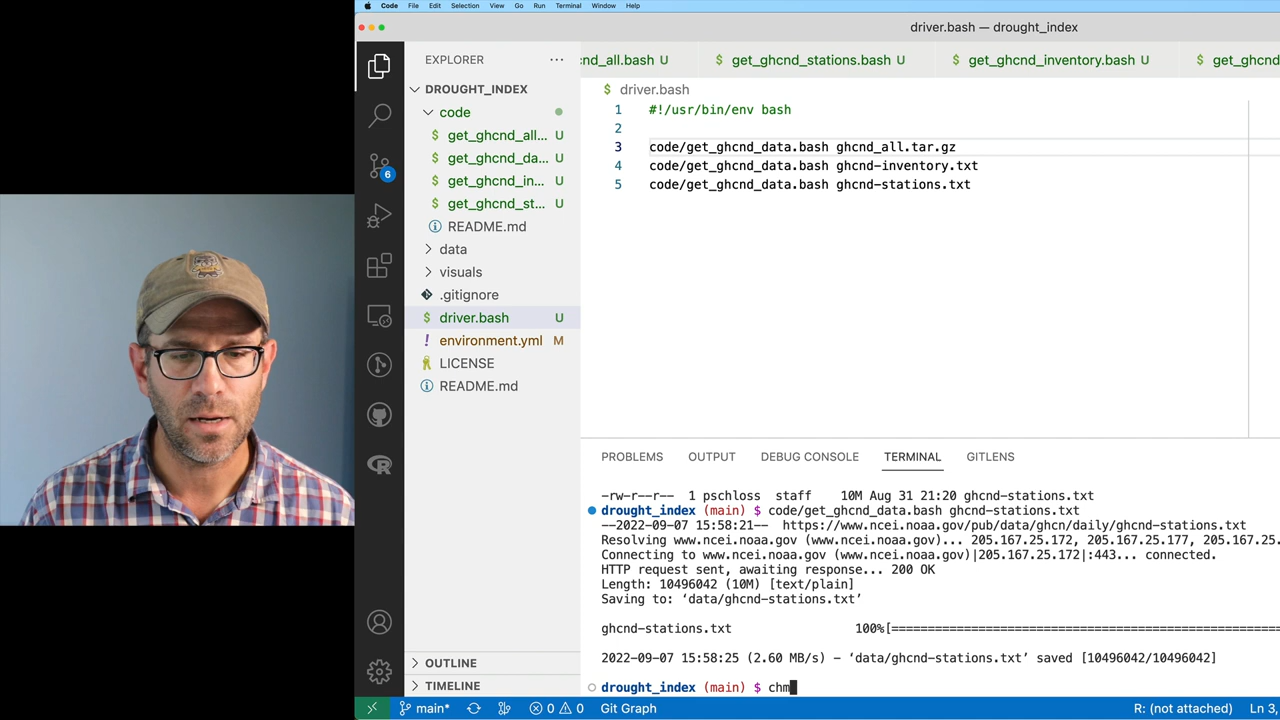 Code File Edit Selection View Go Run Terminal Window Help
driver.bash — drought_index
EXPLORER ...
nd_all.bash U $ get_ghcnd_stations.bash U $ get_ghcnd_inventory.bash U $ get_ghcnd
DROUGHT_INDEX
$ driver.bash
code
1 #!/usr/bin/env bash
$ get_ghcnd_all... U
2
3 code/get_ghcnd_data.bash ghcnd_all.tar.gz
$ get_ghcnd_da... U
4 code/get_ghcnd_data.bash ghcnd-inventory.txt
6
$ get_ghcnd_in... U
5 code/get_ghcnd_data.bash ghcnd-stations.txt
$ get_ghcnd_st... U
README.md
data
visuals
.gitignore
$ driver.bash U
! environment.yml M
LICENSE
README.md
PROBLEMS OUTPUT DEBUG CONSOLE TERMINAL GITLENS
-rw-r--r-- 1 pschloss staff 10M Aug 31 21:20 ghcnd-stations.txt
drought_index (main) $ code/get_ghcnd_data.bash ghcnd-stations.txt
--2022-09-07 15:58:21-- https://www.ncei.noaa.gov/pub/data/ghcn/daily/ghcnd-stations.txt
Resolving www.ncei.noaa.gov (www.ncei.noaa.gov)... 205.167.25.172, 205.167.25.177, 205.167.25.
Connecting to www.ncei.noaa.gov (www.ncei.noaa.gov)|205.167.25.172|:443... connected.
HTTP request sent, awaiting response... 200 OK
Length: 10496042 (10M) [text/plain]
Saving to: ‘data/ghcnd-stations.txt’
ghcnd-stations.txt 100%[=====================================================
2022-09-07 15:58:25 (2.60 MB/s) – ‘data/ghcnd-stations.txt’ saved [10496042/10496042]
OUTLINE
TIMELINE
drought_index (main) $ chm
main* 0 0 Git Graph R: (not attached) Ln 3,